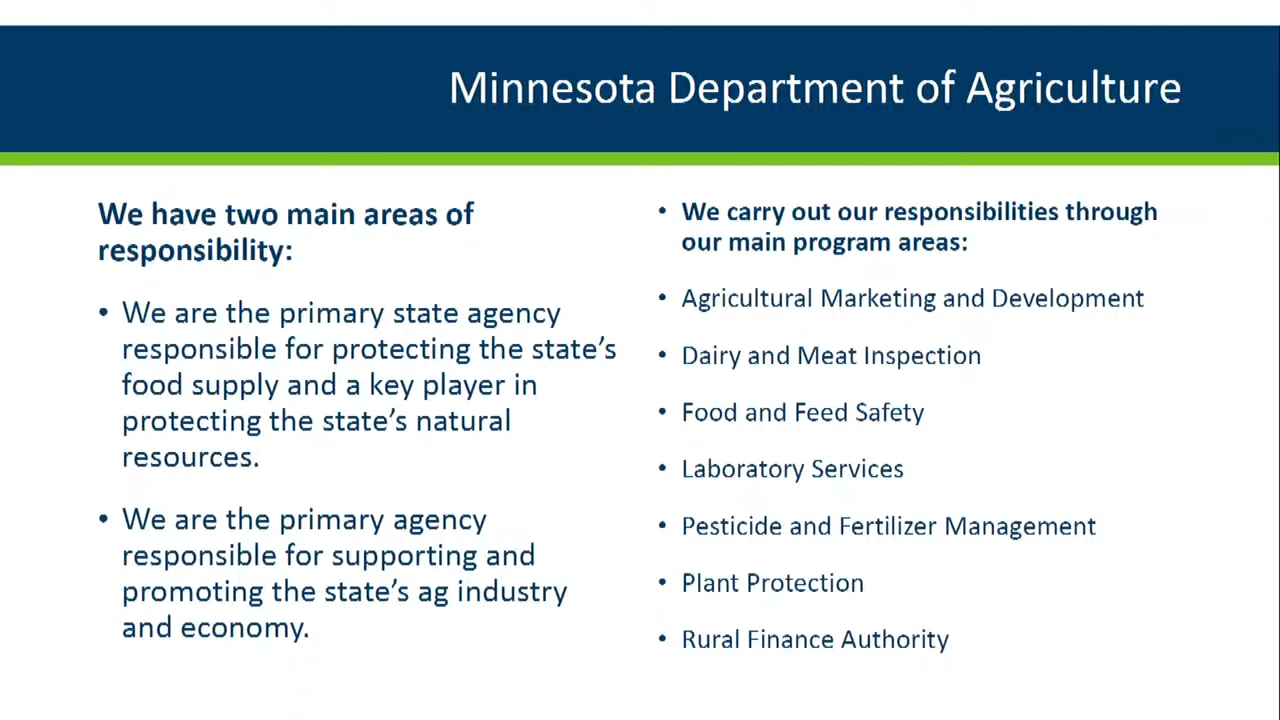 Minnesota Department of Agriculture
We have two main areas of
responsibility:
• We are the primary state agency
responsible for protecting the state’s
food supply and a key player in
protecting the state’s natural
resources.
• We are the primary agency
responsible for supporting and
promoting the state’s ag industry
and economy.
• We carry out our responsibilities through
our main program areas:
• Agricultural Marketing and Development
• Dairy and Meat Inspection
• Food and Feed Safety
• Laboratory Services
• Pesticide and Fertilizer Management
• Plant Protection
• Rural Finance Authority